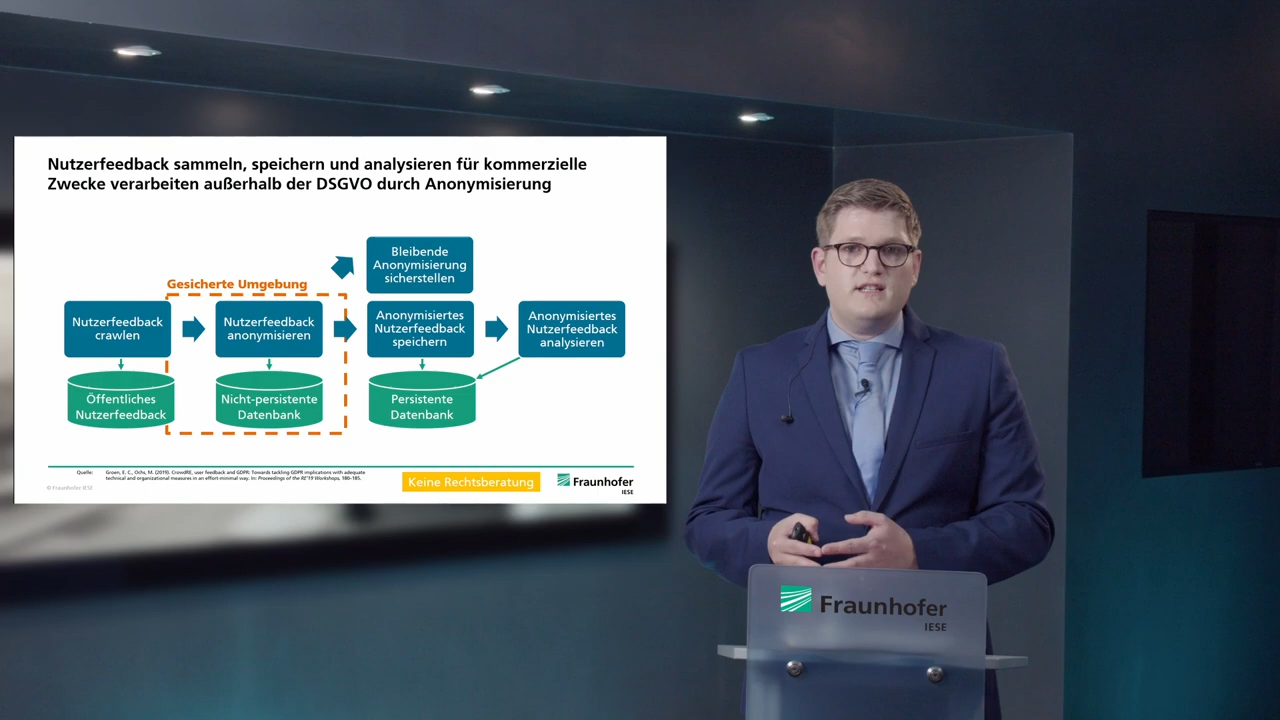 Nutzerfeedback sammeln, speichern und analysieren für kommerzielle
Zwecke verarbeiten außerhalb der DSGVO durch Anonymisierung
Bleibende
Anonymisierung
sicherstellen
Gesicherte Umgebung
Nutzerfeedback
crawlen
Nutzerfeedback
anonymisieren
Anonymisiertes
Nutzerfeedback
speichern
Anonymisiertes
Nutzerfeedback
analysieren
Öffentliches
Nutzerfeedback
Nicht-persistente
Datenbank
Persistente
Datenbank
Quelle: Groen, E. C., Ochs, M. (2019). CrowdRE, user feedback and GDPR: Towards tackling GDPR implications with adequate
technical and organizational measures in an effort-minimal way. In: Proceedings of the RE'19 Workshops, 180–185.
© Fraunhofer IESE
Keine Rechtsberatung
Fraunhofer
IESE
Fraunhofer
IESE